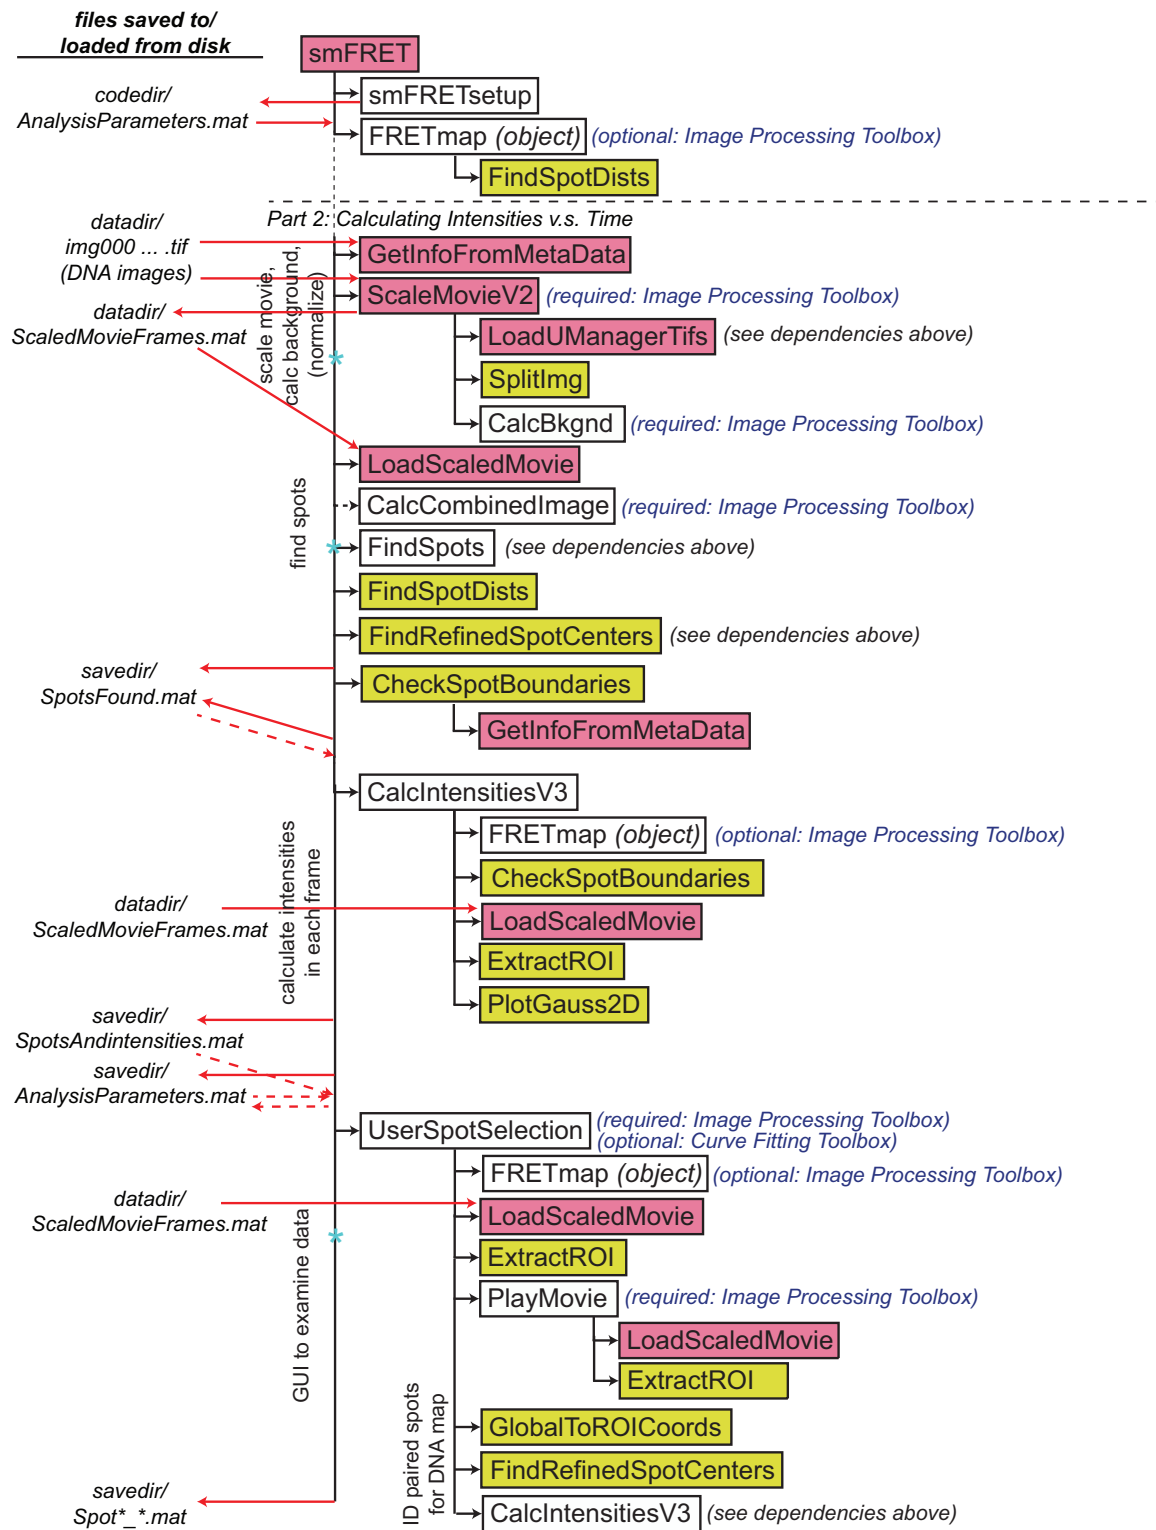 files saved to/
loaded from disk
smFRET
smFRETsetup
codedir/
AnalysisParameters.mat
FRETmap (object) (optional: Image Processing Toolbox)
FindSpotDists
Part 2: Calculating Intensities v.s. Time
datadir/
img000 ... .tif
(DNA images)
GetInfoFromMetaData
scale movie,
calc background,
(normalize)
ScaleMovieV2 (required: Image Processing Toolbox)
datadir/
ScaledMovieFrames.mat
LoadUManagerTifs (see dependencies above)
*
SplitImg
CalcBkgnd (required: Image Processing Toolbox)
LoadScaledMovie
find spots
CalcCombinedImage (required: Image Processing Toolbox)
*
FindSpots (see dependencies above)
FindSpotDists
FindRefinedSpotCenters (see dependencies above)
savedir/
SpotsFound.mat
CheckSpotBoundaries
GetInfoFromMetaData
CalcIntensitiesV3
calculate intensities
in each frame
FRETmap (object) (optional: Image Processing Toolbox)
CheckSpotBoundaries
datadir/
ScaledMovieFrames.mat
LoadScaledMovie
ExtractROI
PlotGauss2D
savedir/
SpotsAndintensities.mat
savedir/
AnalysisParameters.mat
UserSpotSelection (required: Image Processing Toolbox)
(optional: Curve Fitting Toolbox)
FRETmap (object) (optional: Image Processing Toolbox)
datadir/
ScaledMovieFrames.mat
LoadScaledMovie
*
GUI to examine data
ExtractROI
PlayMovie (required: Image Processing Toolbox)
LoadScaledMovie
ExtractROI
ID paired spots
for DNA map
GlobalToROICoords
FindRefinedSpotCenters
savedir/
Spot*_*.mat
CalcIntensitiesV3 (see dependencies above)